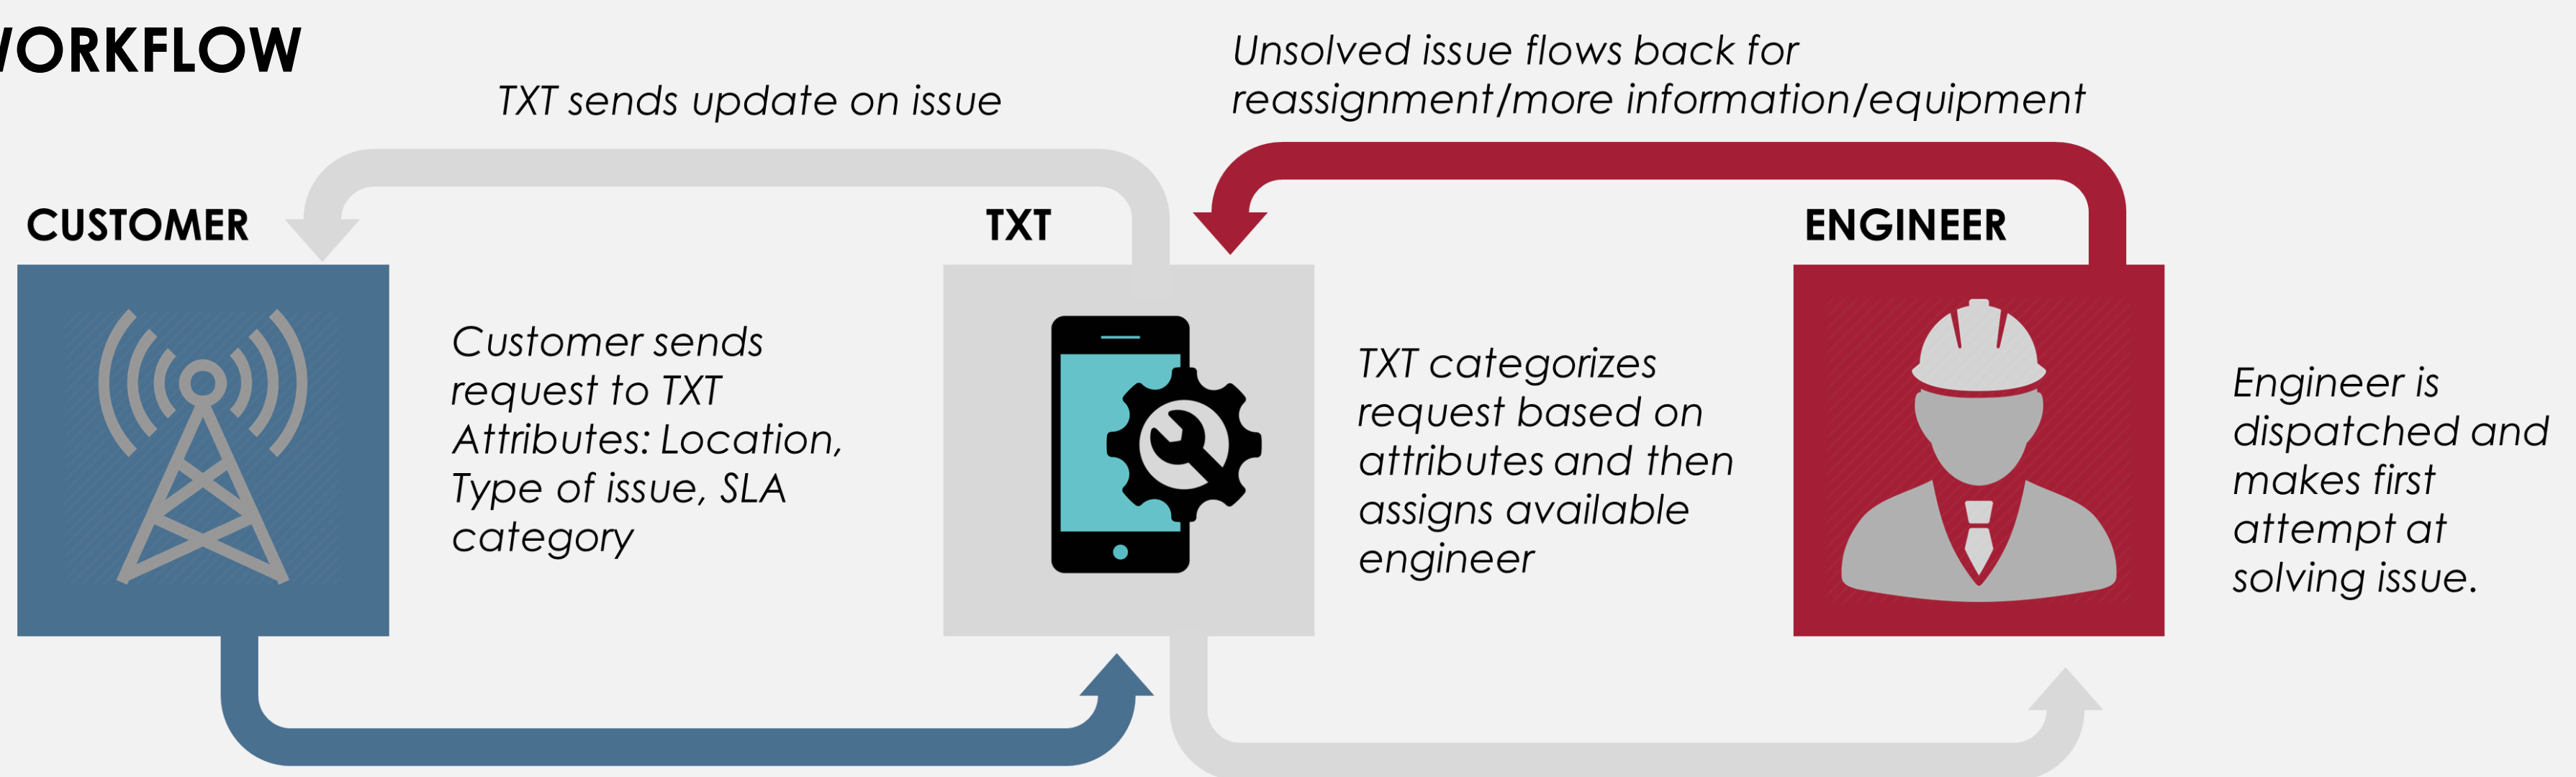 WORKFLOW
TXT sends update on issue
Unsolved issue flows back for
reassignment/more information/equipment
CUSTOMER
TXT
ENGINEER
Customer sends
request to TXT
Attributes: Location,
Type of issue, SLA
category
TXT categorizes
request based on
attributes and then
assigns available
engineer
Engineer is
dispatched and
makes first
attempt at
solving issue.